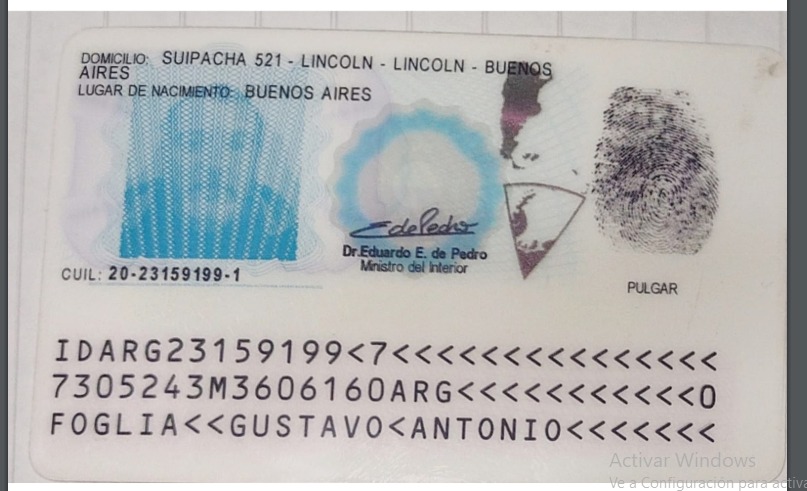 DOMICILIO: SUIPACHA 521 - LINCOLN - LINCOLN - BUENOS
AIRES
LUGAR DE NACIMIENTO: BUENOS AIRES
EdePedro
Dr.Eduardo E. de Pedro
Ministro del Interior
CUIL: 20-23159199-1
PULGAR
IDARG23159199<7<<<<<<<<<<<<<<<
7305243M3606160ARG<<<<<<<<<<<0
FOGLIA<<GUSTAVO<ANTONIO<<<<<<<
Activar Windows
Ve a Configuración para activa